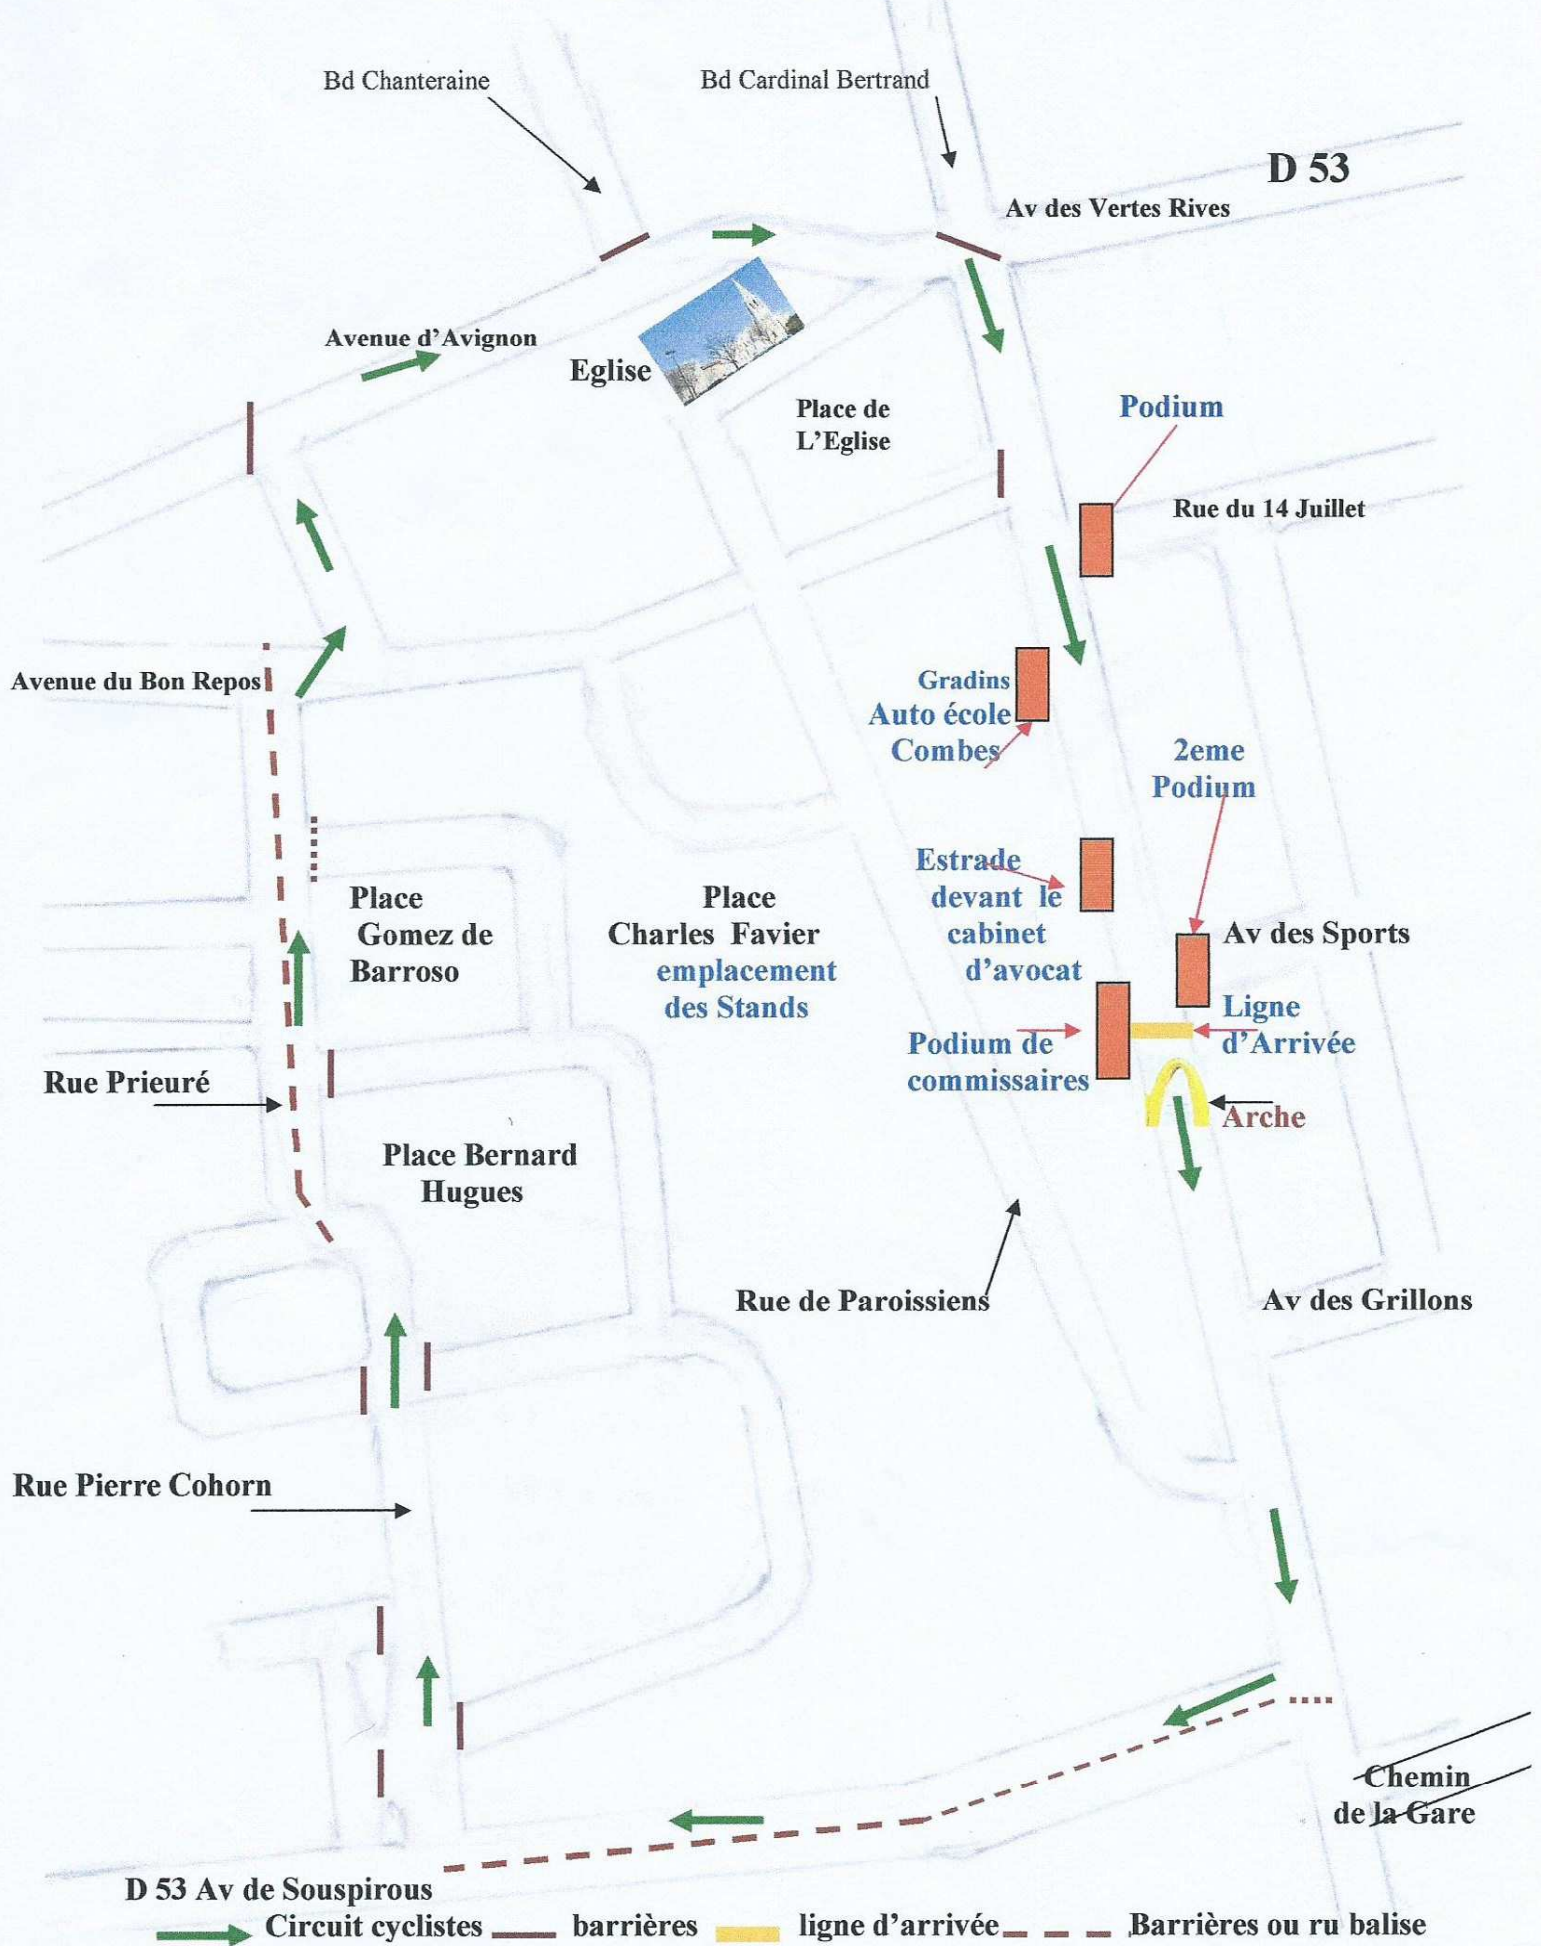 Bd Chanteraine
Bd Cardinal Bertrand
D 53
Av des Vertes Rives
Avenue d'Avignon
Eglise
Place de
L'Eglise
Podium
Rue du 14 Juillet
Avenue du Bon Repos
Gradins
Auto école
Combes
2eme
Podium
Estrade
devant le
cabinet
d'avocat
Place
Gomez de
Barroso
Place
Charles Favier
emplacement
des Stands
Av des Sports
Ligne
d'Arrivée
Podium de
commissaires
Arche
Rue Prieuré
Place Bernard
Hugues
Rue de Paroissiens
Av des Grillons
Rue Pierre Cohorn
Chemin
de la Gare
D 53 Av de Souspirous
Circuit cyclistes
barrières
ligne d'arrivée
Barrières ou ru balise